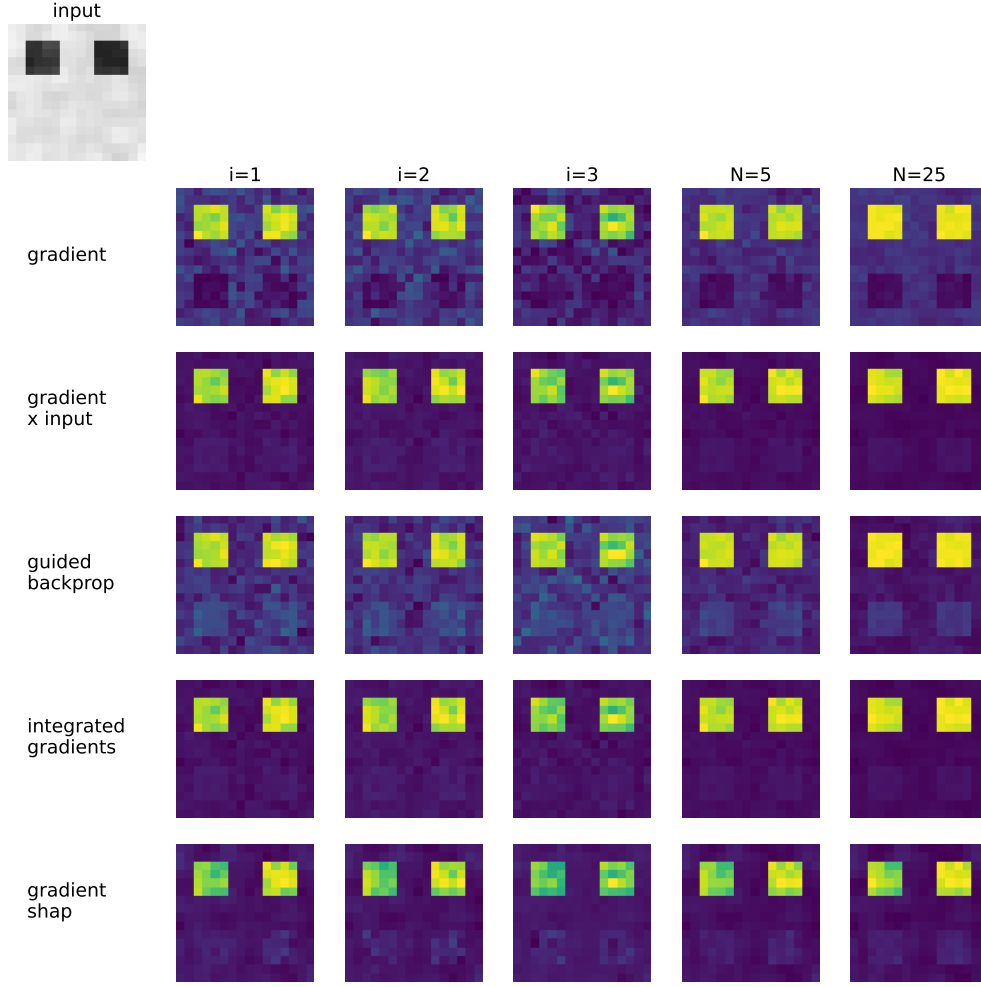 input
i=1
i=2
i=3
N=5
N=25
gradient
gradient
x input
guided
backprop
integrated
gradients
gradient
shap